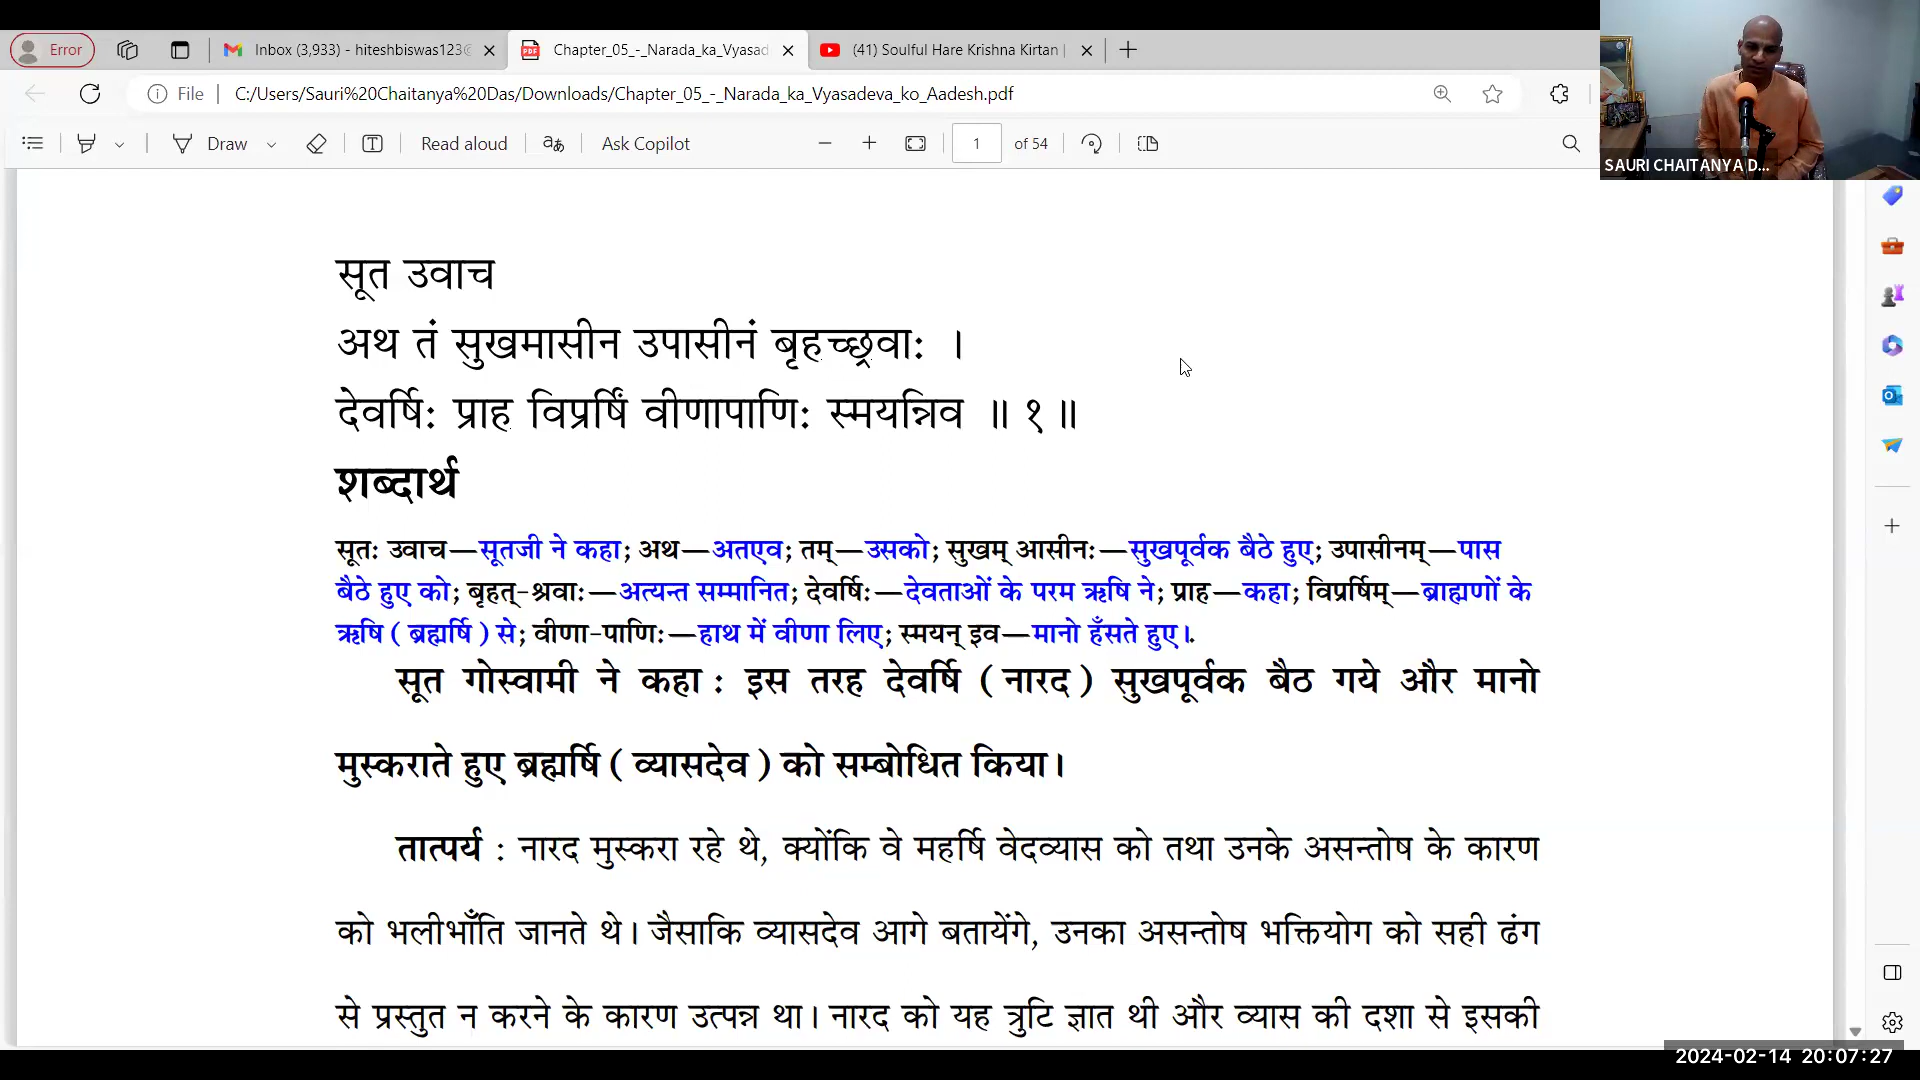 Error
Inbox (3,933) - hiteshbiswas123
Chapter_05_-_Narada_ka_Vyasad
(41) Soulful Hare Krishna Kirtan |
File
C:/Users/Sauri%20Chaitanya%20Das/Downloads/Chapter_05_-_Narada_ka_Vyasadeva_ko_Aadesh.pdf
Draw
Read aloud
Ask Copilot
1 of 54
SAURI CHAITANYA D...
सूत उवाच
अथ तं सुखमासीन उपासीनं बृहच्छ्रवाः ।
देवर्षिः प्राह विप्रर्षिं वीणापाणिः स्मयन्निव ॥ १ ॥
शब्दार्थ
सूतः उवाच—सूतजी ने कहा; अथ—अतएव; तम्—उसको; सुखम् आसीनः—सुखपूर्वक बैठे हुए; उपासीनम्—पास
बैठे हुए को; बृहत्-श्रवाः—अत्यन्त सम्मानित; देवर्षिः—देवताओं के परम ऋषि ने; प्राह—कहा; विप्रर्षिम्—ब्राह्मणों के
ऋषि ( ब्रह्मर्षि ) से; वीणा-पाणिः—हाथ में वीणा लिए; स्मयन् इव—मानो हँसते हुए।.
सूत गोस्वामी ने कहा : इस तरह देवर्षि ( नारद ) सुखपूर्वक बैठ गये और मानो
मुस्कराते हुए ब्रह्मर्षि ( व्यासदेव ) को सम्बोधित किया।
तात्पर्य : नारद मुस्करा रहे थे, क्योंकि वे महर्षि वेदव्यास को तथा उनके असन्तोष के कारण
को भलीभाँति जानते थे। जैसाकि व्यासदेव आगे बतायेंगे, उनका असन्तोष भक्तियोग को सही ढंग
से प्रस्तुत न करने के कारण उत्पन्न था। नारद को यह त्रुटि ज्ञात थी और व्यास की दशा से इसकी
2024-02-14 20:07:27